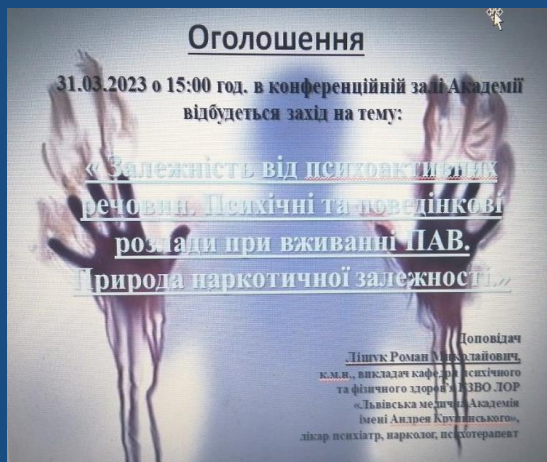 Оголошення
31.03.2023 о 15:00 год. в конференційній залі Академії
відбудеться захід на тему:
« Залежність від психоактивних
речовин. Психічні та поведінкові
розлади при вживанні ПАВ.
Природа наркотичної залежності.»
Доповідач
Ліщук Роман Миколайович,
к.м.н., викладач кафедри психічного
та фізичного здоров'я КЗВО ЛОР
«Львівська медична Академія
імені Андрея Крупинського»,
лікар психіатр, нарколог, психотерапевт